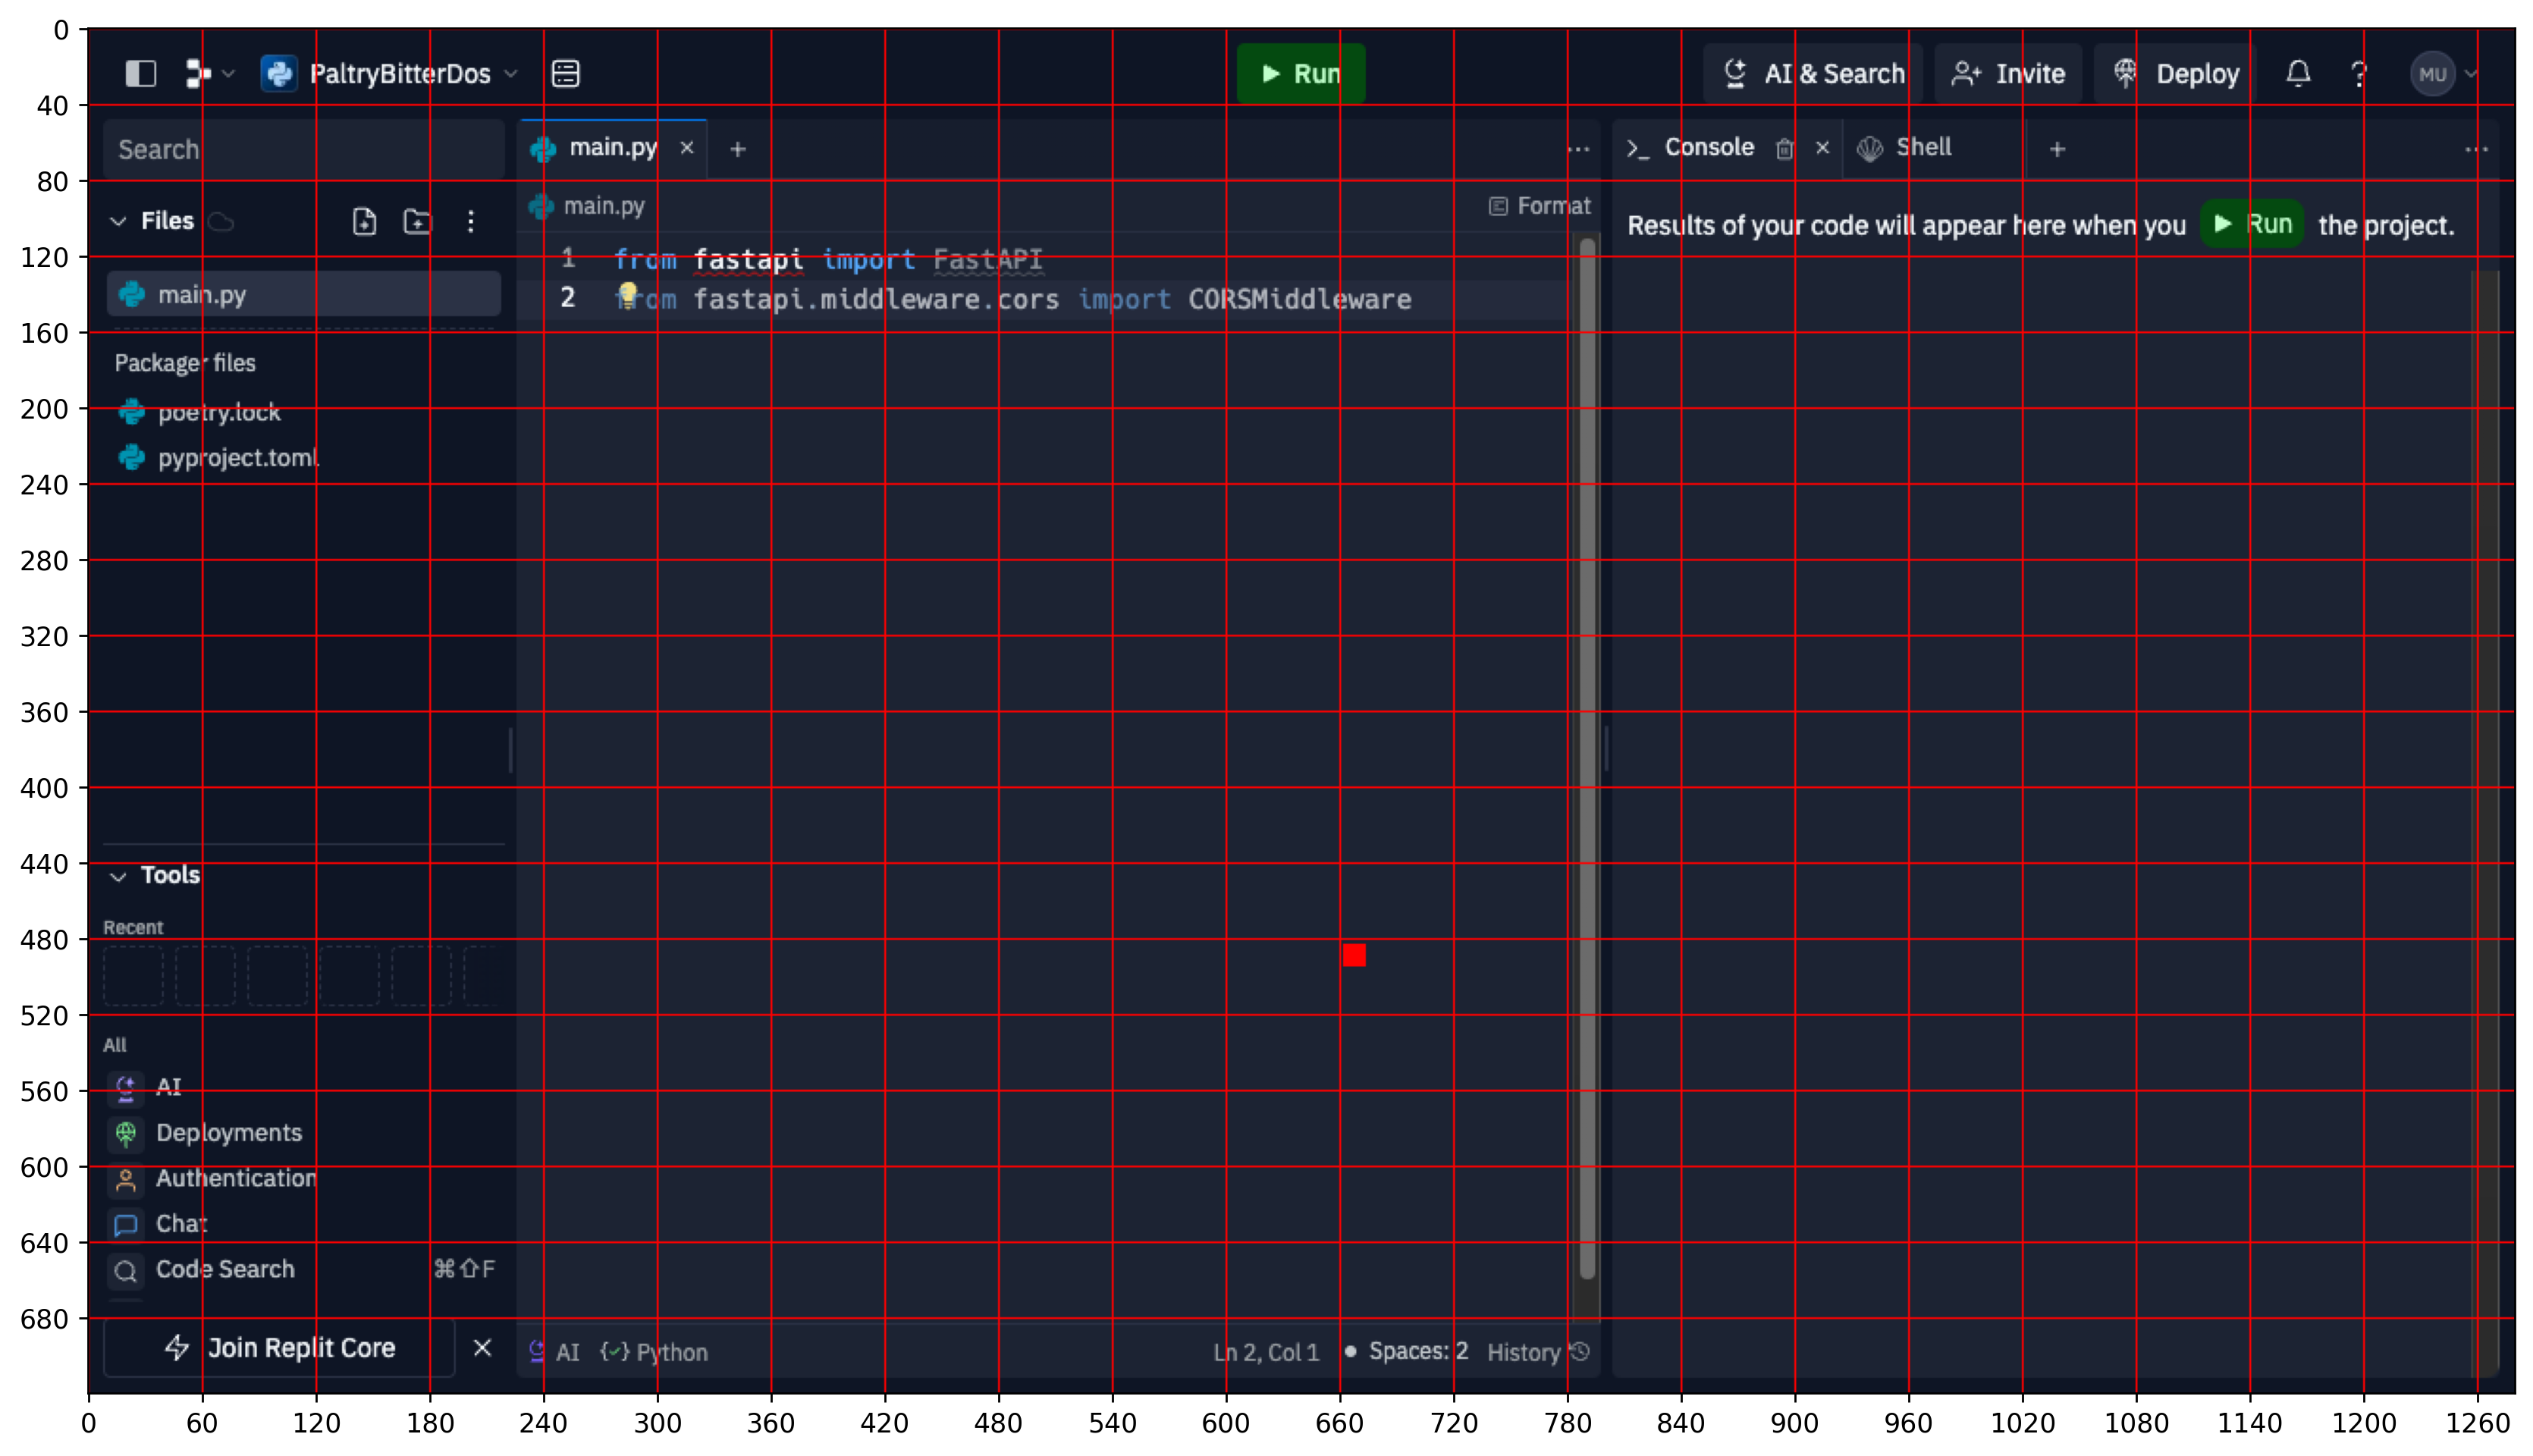 PaltryBitterDos
Run
AI & Search
Invite
Deploy
?
MU
Search
main.py
Console
Shell
Files
main.py
Format
Results of your code will appear here when you Run the project.
1 from fastapi import FastAPI
2 from fastapi.middleware.cors import CORSMiddleware
main.py
Packager files
poetry.lock
pyproject.toml
Tools
Recent
All
AI
Deployments
Authentication
Chat
Code Search ⌘⇧F
Join Replit Core
AI
Python
Ln 2, Col 1
Spaces: 2
History
0
40
80
120
160
200
240
280
320
360
400
440
480
520
560
600
640
680
0 60 120 180 240 300 360 420 480 540 600 660 720 780 840 900 960 1020 1080 1140 1200 1260